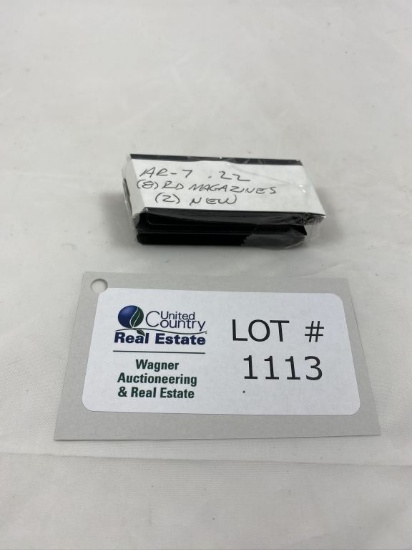 AR-7 .22
(8) RD MAGAZINES
(2) NEW
United
Country
Real Estate
Wagner
Auctioneering
& Real Estate
LOT #
1113